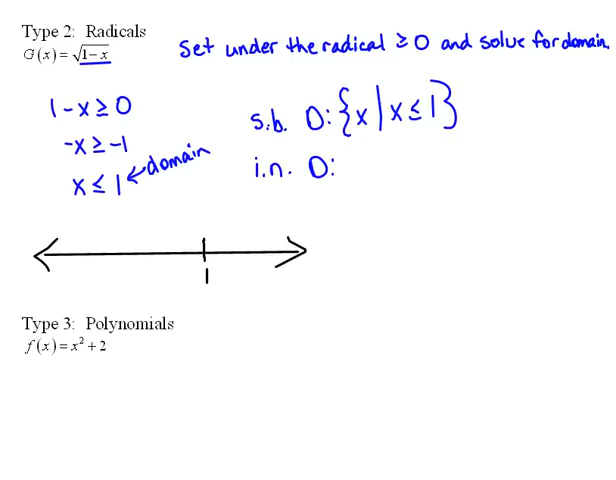 Type 2: Radicals
G(x) = √1−x
Set under the radical ≥ 0 and solve for domain.
1 − x ≥ 0
−x ≥ −1
x ≤ 1 ← domain
s.b. D: {x | x ≤ 1}
i.n. D:
1
Type 3: Polynomials
f(x) = x² + 2